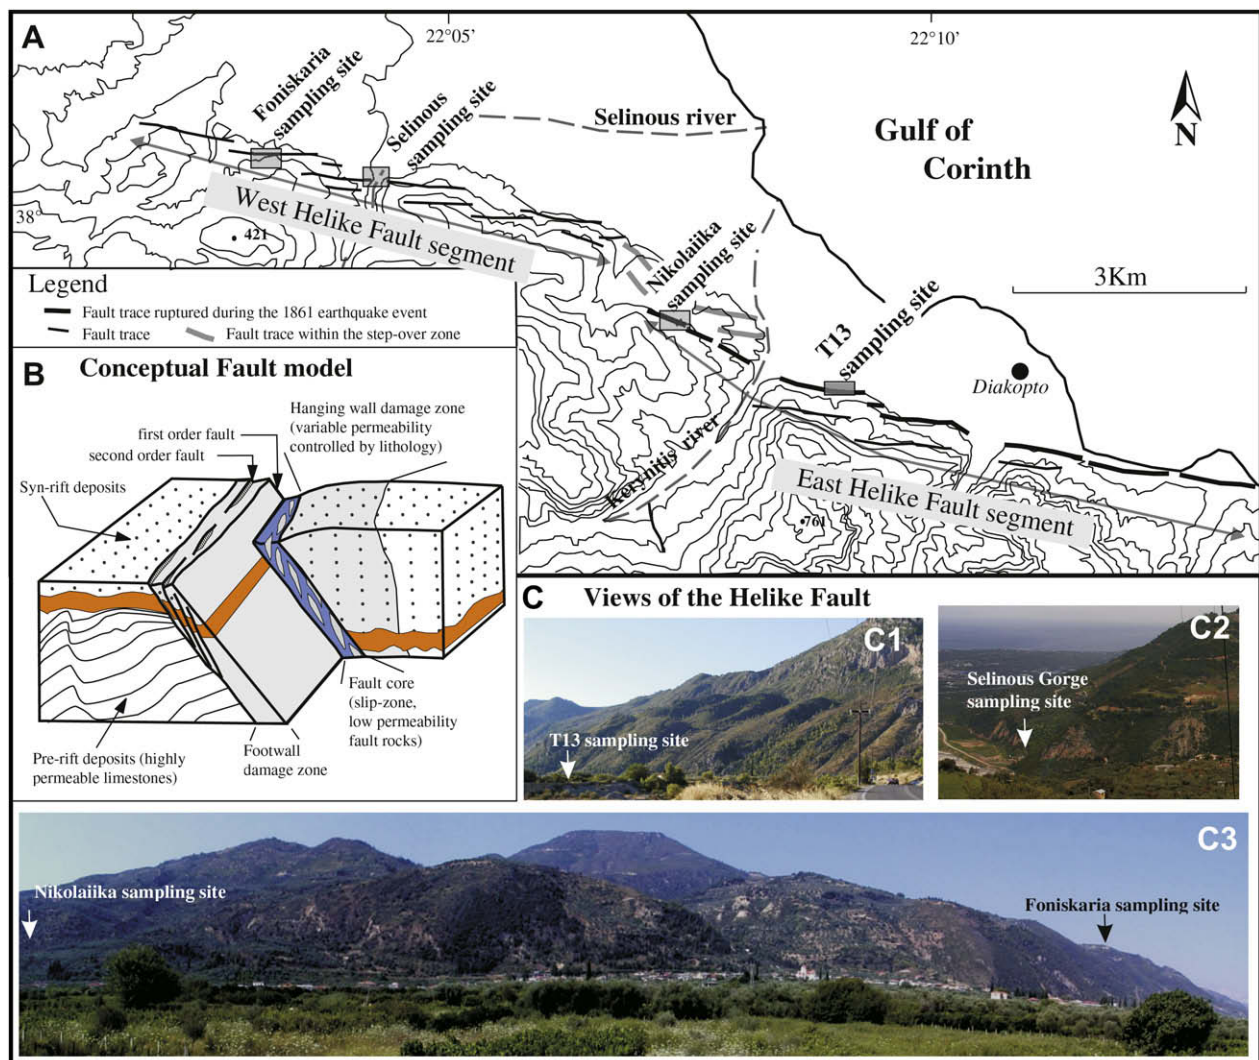 A
22°05’
22°10’
Foniskaria
sampling site
Selinous
sampling site
Selinous river
Gulf of
Corinth
N
38°
421
West Helike Fault segment
Nikolaiika
sampling site
3Km
T13
sampling site
Diakopto
Kerynitis river
East Helike Fault segment
761
Legend
Fault trace ruptured during the 1861 earthquake event
Fault trace
Fault trace within the step-over zone
B
Conceptual Fault model
Hanging wall damage zone
(variable permeability
controlled by lithology)
first order fault
second order fault
Syn-rift deposits
Fault core
(slip-zone,
low permeability
fault rocks)
Footwall
damage zone
Pre-rift deposits (highly
permeable limestones)
C
Views of the Helike Fault
C1
T13 sampling site
C2
Selinous Gorge
sampling site
C3
Nikolaiika sampling site
Foniskaria sampling site